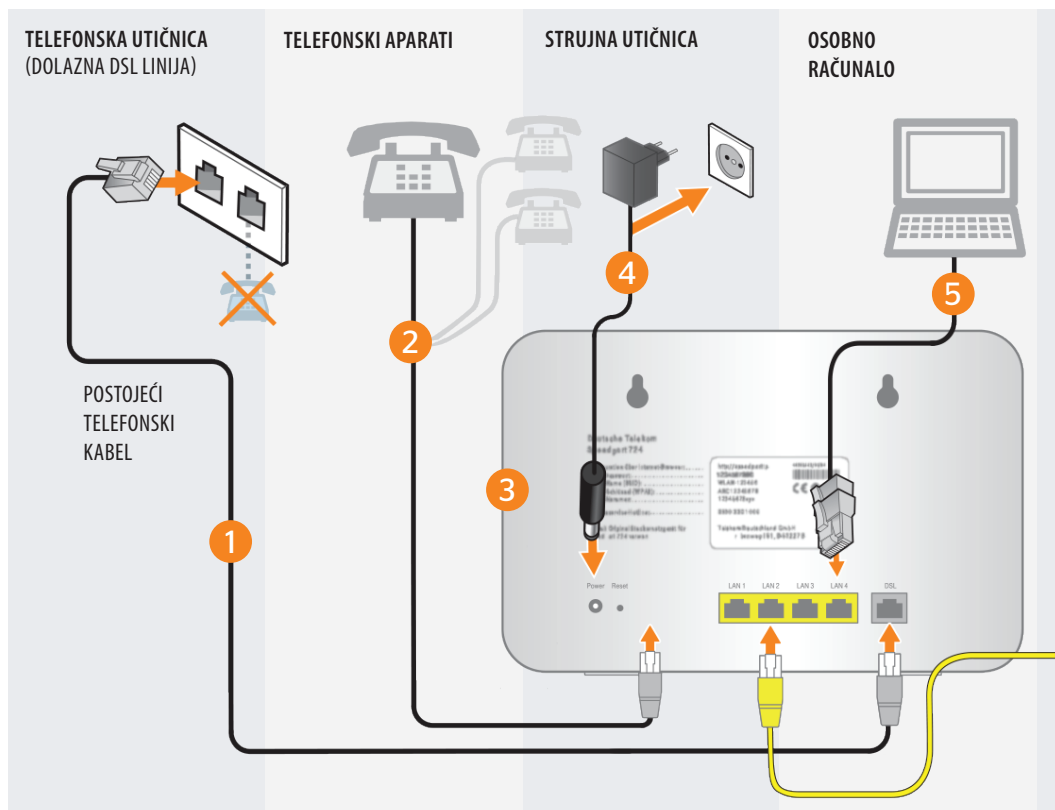 TELEFONSKA UTIČNICA
(DOLAZNA DSL LINIJA)
TELEFONSKI APARATI
STRUJNA UTIČNICA
OSOBNO
RAČUNALO
4
5
2
POSTOJEĆI
TELEFONSKI
KABEL
Deutsche Telekom
Speedport 724
3
1
Power Reset
LAN 1 LAN 2 LAN 3 LAN 4 DSL